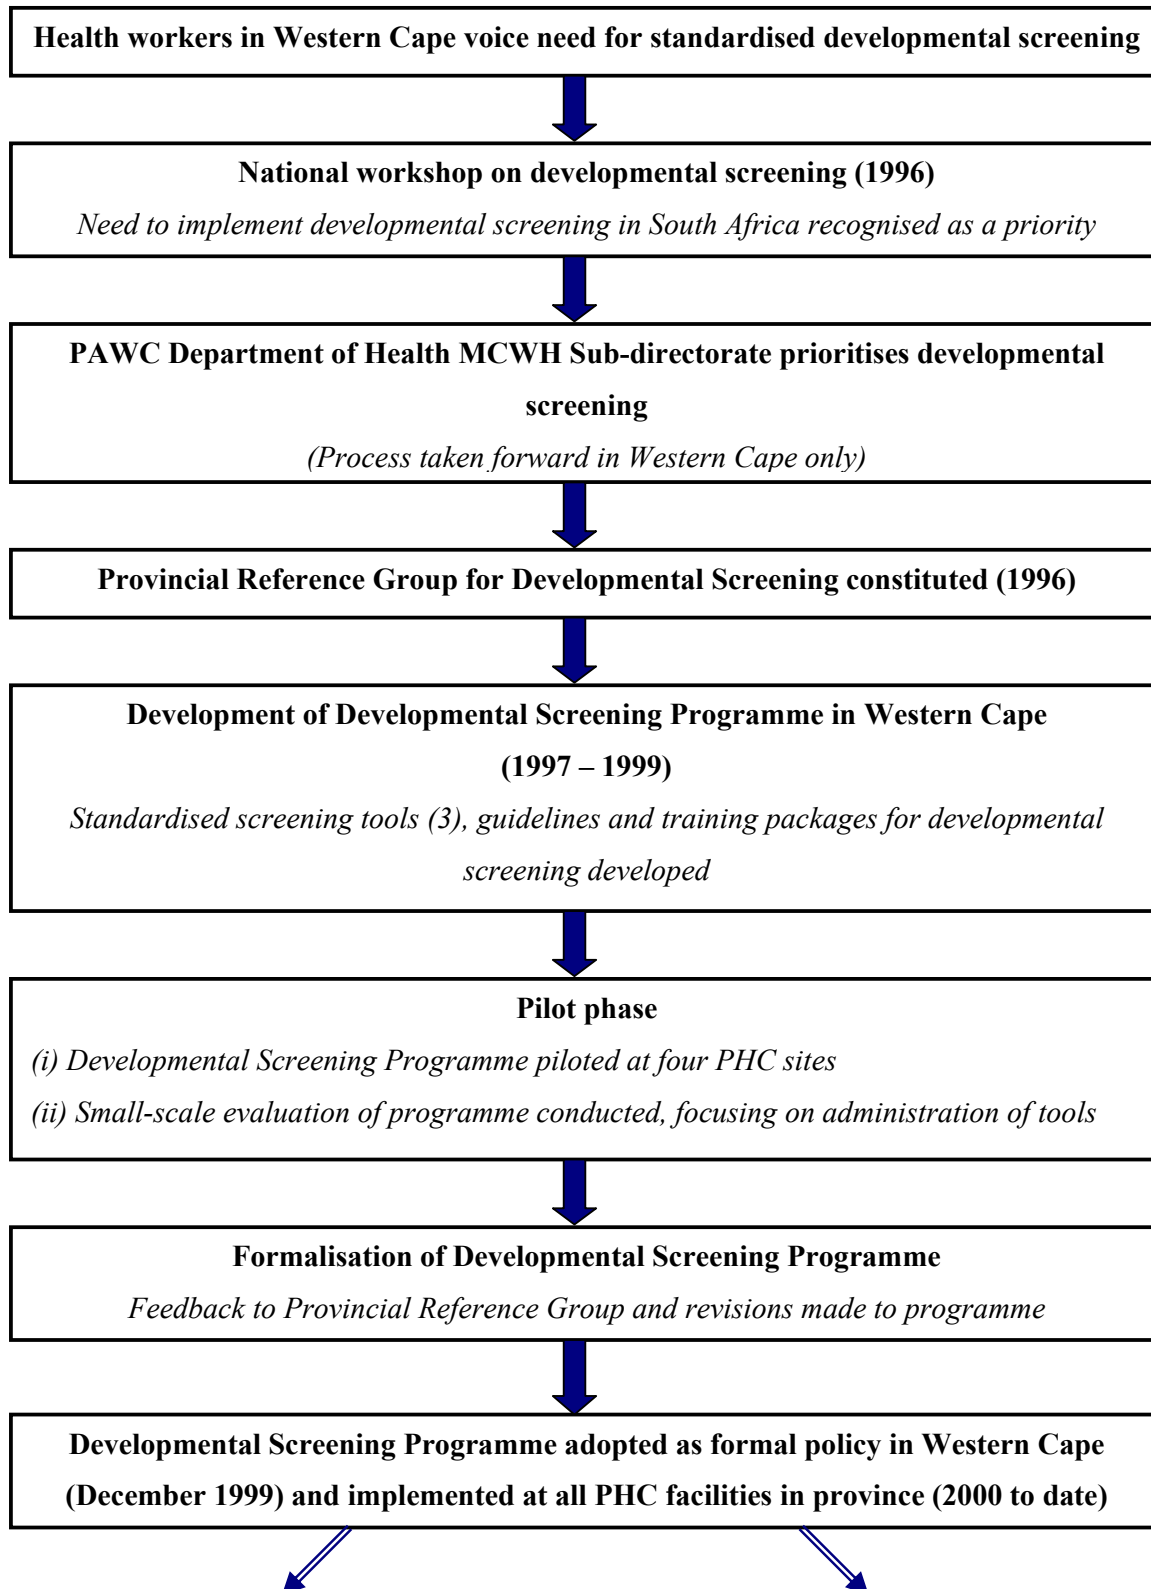 Health workers in Western Cape voice need for standardised developmental screening
National workshop on developmental screening (1996)
Need to implement developmental screening in South Africa recognised as a priority
PAWC Department of Health MCWH Sub-directorate prioritises developmental
screening
(Process taken forward in Western Cape only)
Provincial Reference Group for Developmental Screening constituted (1996)
Development of Developmental Screening Programme in Western Cape
(1997 – 1999)
Standardised screening tools (3), guidelines and training packages for developmental
screening developed
Pilot phase
(i) Developmental Screening Programme piloted at four PHC sites
(ii) Small-scale evaluation of programme conducted, focusing on administration of tools
Formalisation of Developmental Screening Programme
Feedback to Provincial Reference Group and revisions made to programme
Developmental Screening Programme adopted as formal policy in Western Cape
(December 1999) and implemented at all PHC facilities in province (2000 to date)